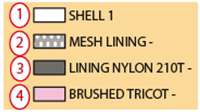 1 SHELL 1
2 MESH LINING -
3 LINING NYLON 210T -
4 BRUSHED TRICOT -